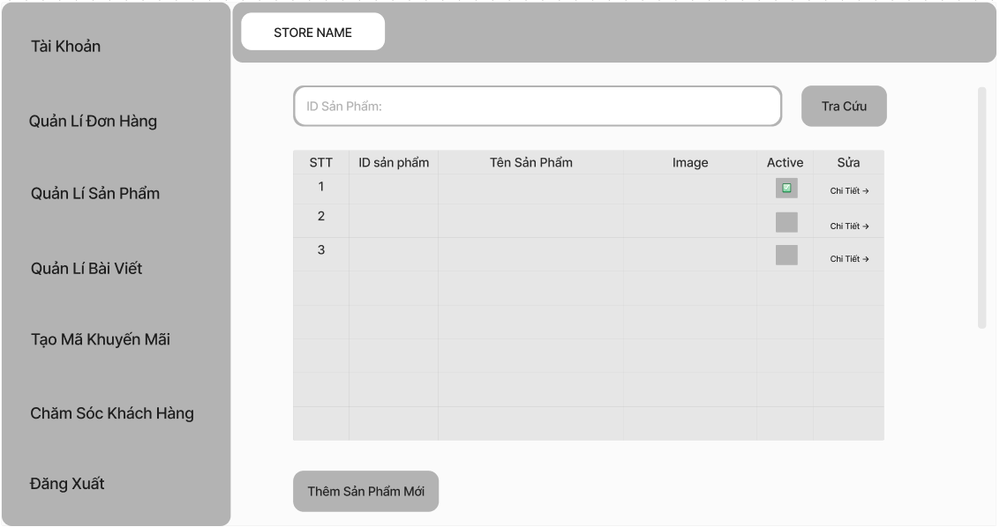 Tài Khoản
Quản Lí Đơn Hàng
Quản Lí Sản Phẩm
Quản Lí Bài Viết
Tạo Mã Khuyến Mãi
Chăm Sóc Khách Hàng
Đăng Xuất
STORE NAME
ID Sản Phẩm:
Tra Cứu
STT ID sản phẩm Tên Sản Phẩm Image Active Sửa
1 Chi Tiết →
2 Chi Tiết →
3 Chi Tiết →
Thêm Sản Phẩm Mới